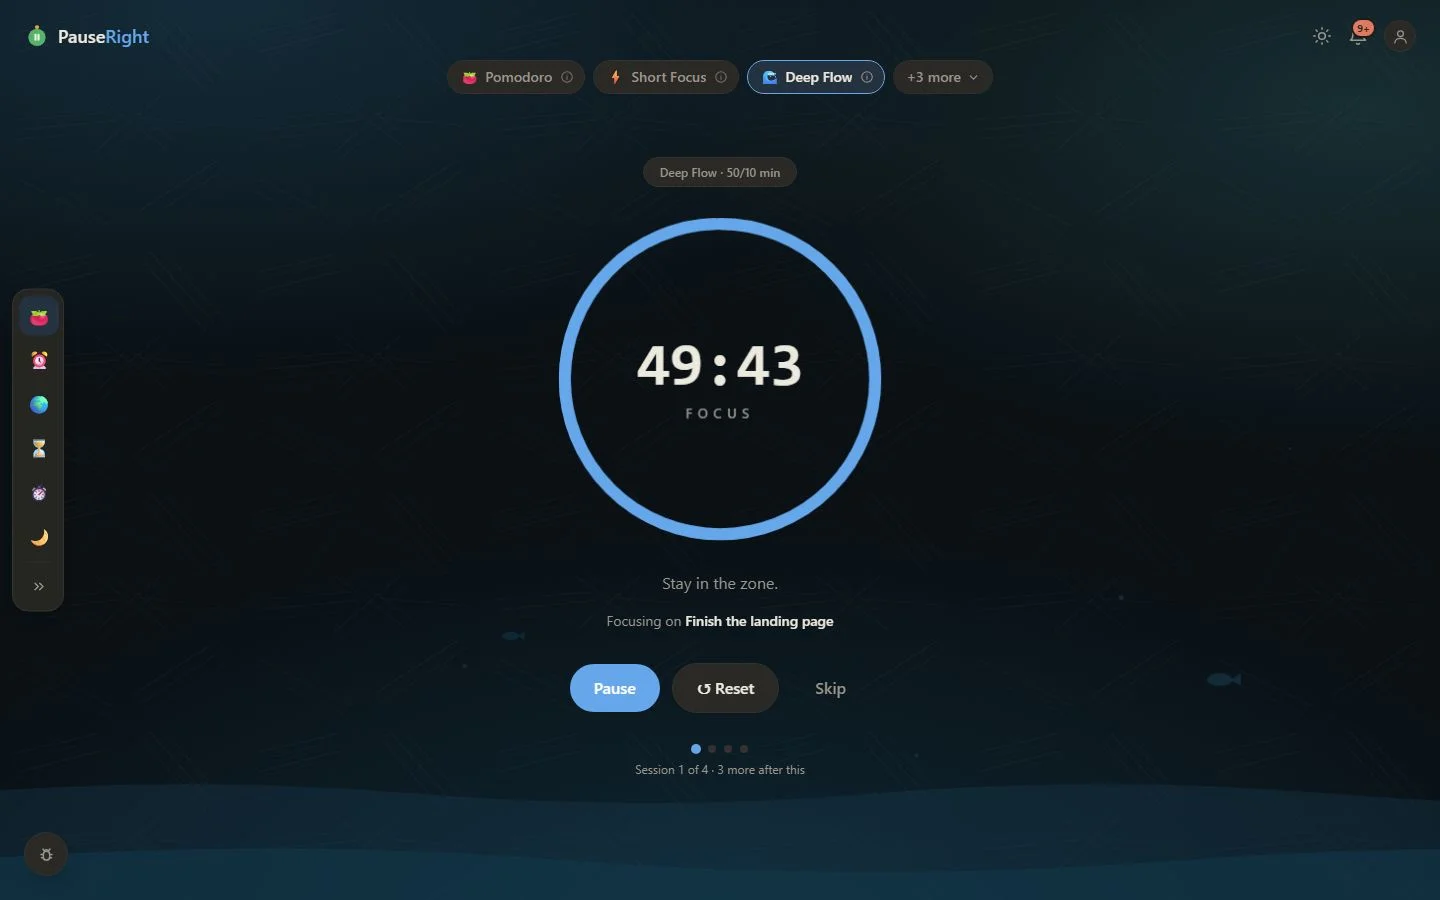 PauseRight
9+
Pomodoro
Short Focus
Deep Flow
+3 more
Deep Flow · 50/10 min
49:43
FOCUS
Stay in the zone.
Focusing on Finish the landing page
Pause
↺ Reset
Skip
Session 1 of 4 · 3 more after this